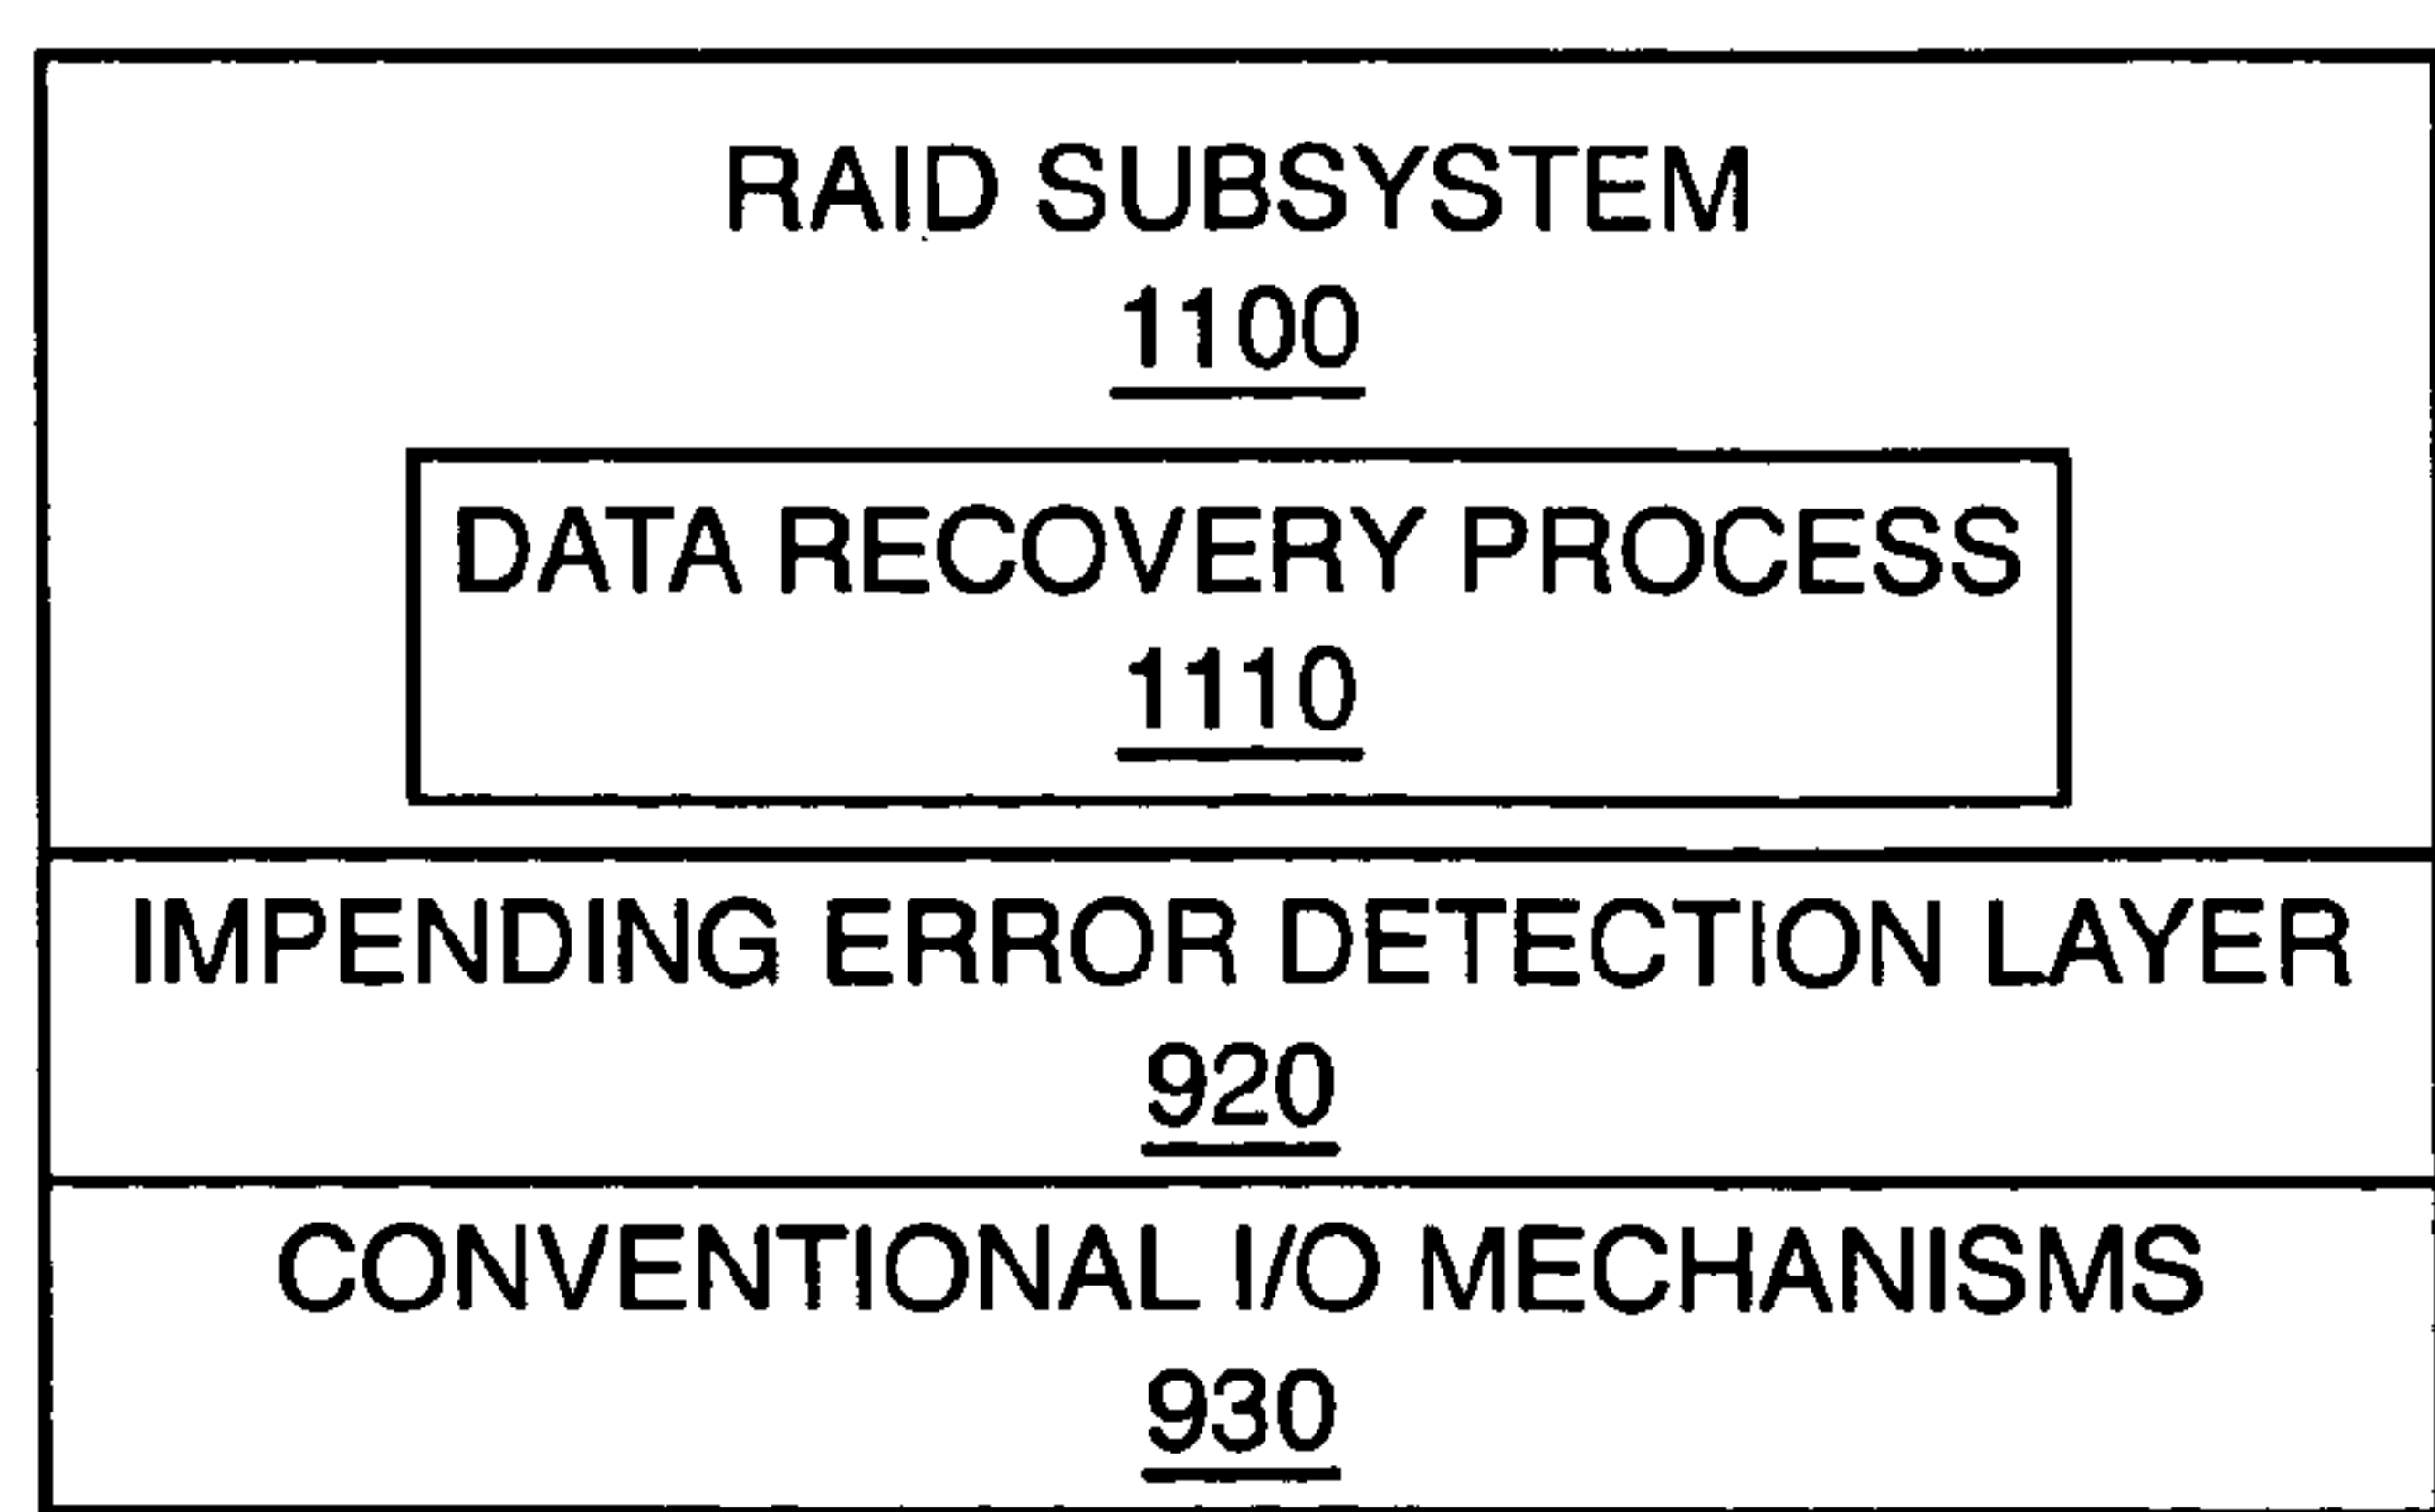 RAID SUBSYSTEM
1100
DATA RECOVERY PROCESS
1110
IMPENDING ERROR DETECTION LAYER
920
CONVENTIONAL I/O MECHANISMS
930